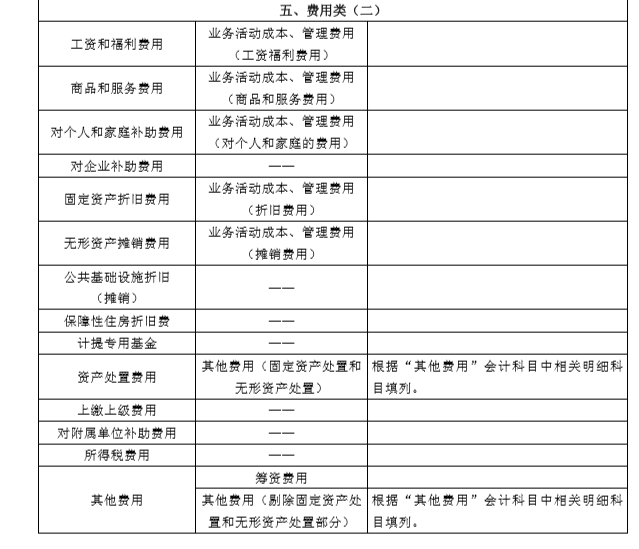 五、费用类（二）
工资和福利费用
业务活动成本、管理费用
（工资福利费用）
商品和服务费用
业务活动成本、管理费用
（商品和服务费用）
对个人和家庭补助费用
业务活动成本、管理费用
（对个人和家庭的费用）
对企业补助费用
——
固定资产折旧费用
业务活动成本、管理费用
（折旧费用）
无形资产摊销费用
业务活动成本、管理费用
（摊销费用）
公共基础设施折旧
（摊销）
——
保障性住房折旧费
——
计提专用基金
——
资产处置费用
其他费用（固定资产处置和
无形资产处置）
根据“其他费用”会计科目中相关明细科
目填列。
上缴上级费用
——
对附属单位补助费用
——
所得税费用
——
其他费用
筹资费用
其他费用（剔除固定资产处
置和无形资产处置部分）
根据“其他费用”会计科目中相关明细科
目填列。